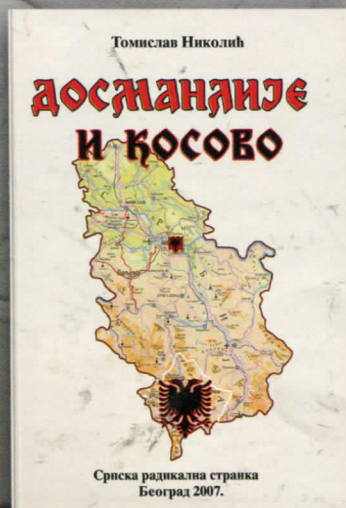 Томислав Николић
ДОСМАНЛИЈЕ
И КОСОВО
Српска радикална странка
Београд 2007.